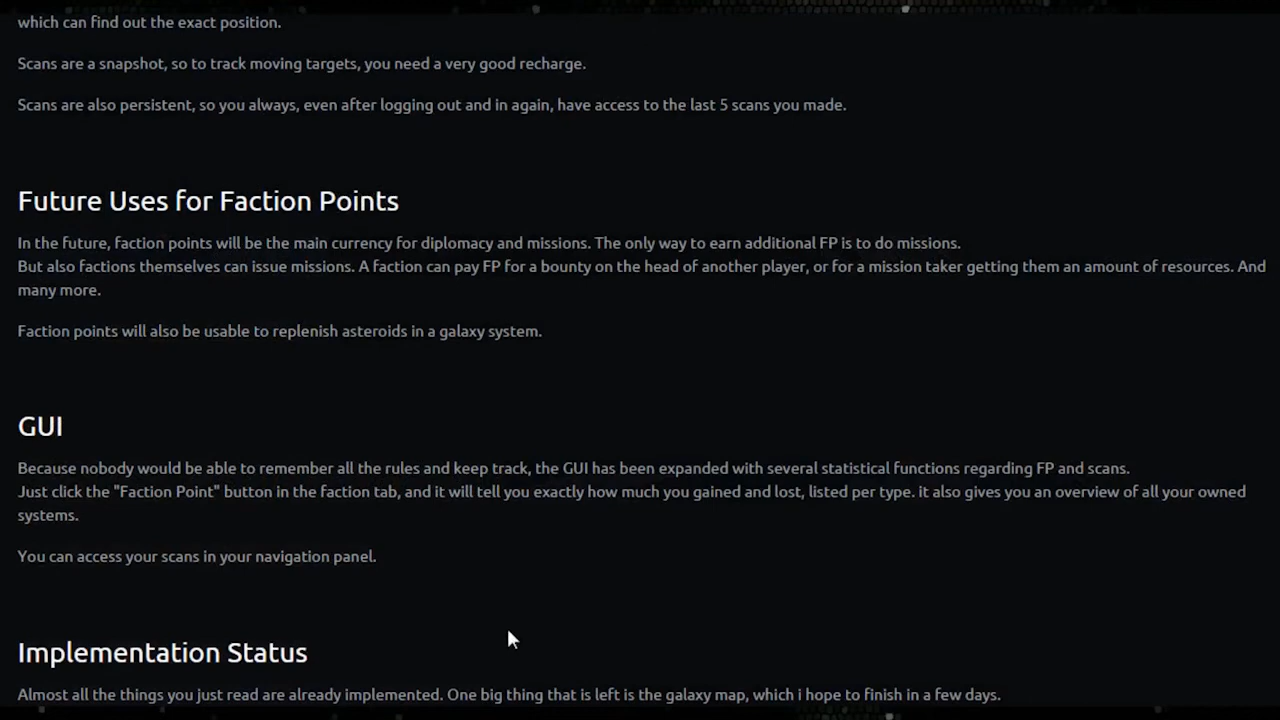 which can find out the exact position.
Scans are a snapshot, so to track moving targets, you need a very good recharge.
Scans are also persistent, so you always, even after logging out and in again, have access to the last 5 scans you made.
Future Uses for Faction Points
In the future, faction points will be the main currency for diplomacy and missions. The only way to earn additional FP is to do missions.
But also factions themselves can issue missions. A faction can pay FP for a bounty on the head of another player, or for a mission taker getting them an amount of resources. And
many more.
Faction points will also be usable to replenish asteroids in a galaxy system.
GUI
Because nobody would be able to remember all the rules and keep track, the GUI has been expanded with several statistical functions regarding FP and scans.
Just click the "Faction Point" button in the faction tab, and it will tell you exactly how much you gained and lost, listed per type. it also gives you an overview of all your owned
systems.
You can access your scans in your navigation panel.
Implementation Status
Almost all the things you just read are already implemented. One big thing that is left is the galaxy map, which i hope to finish in a few days.